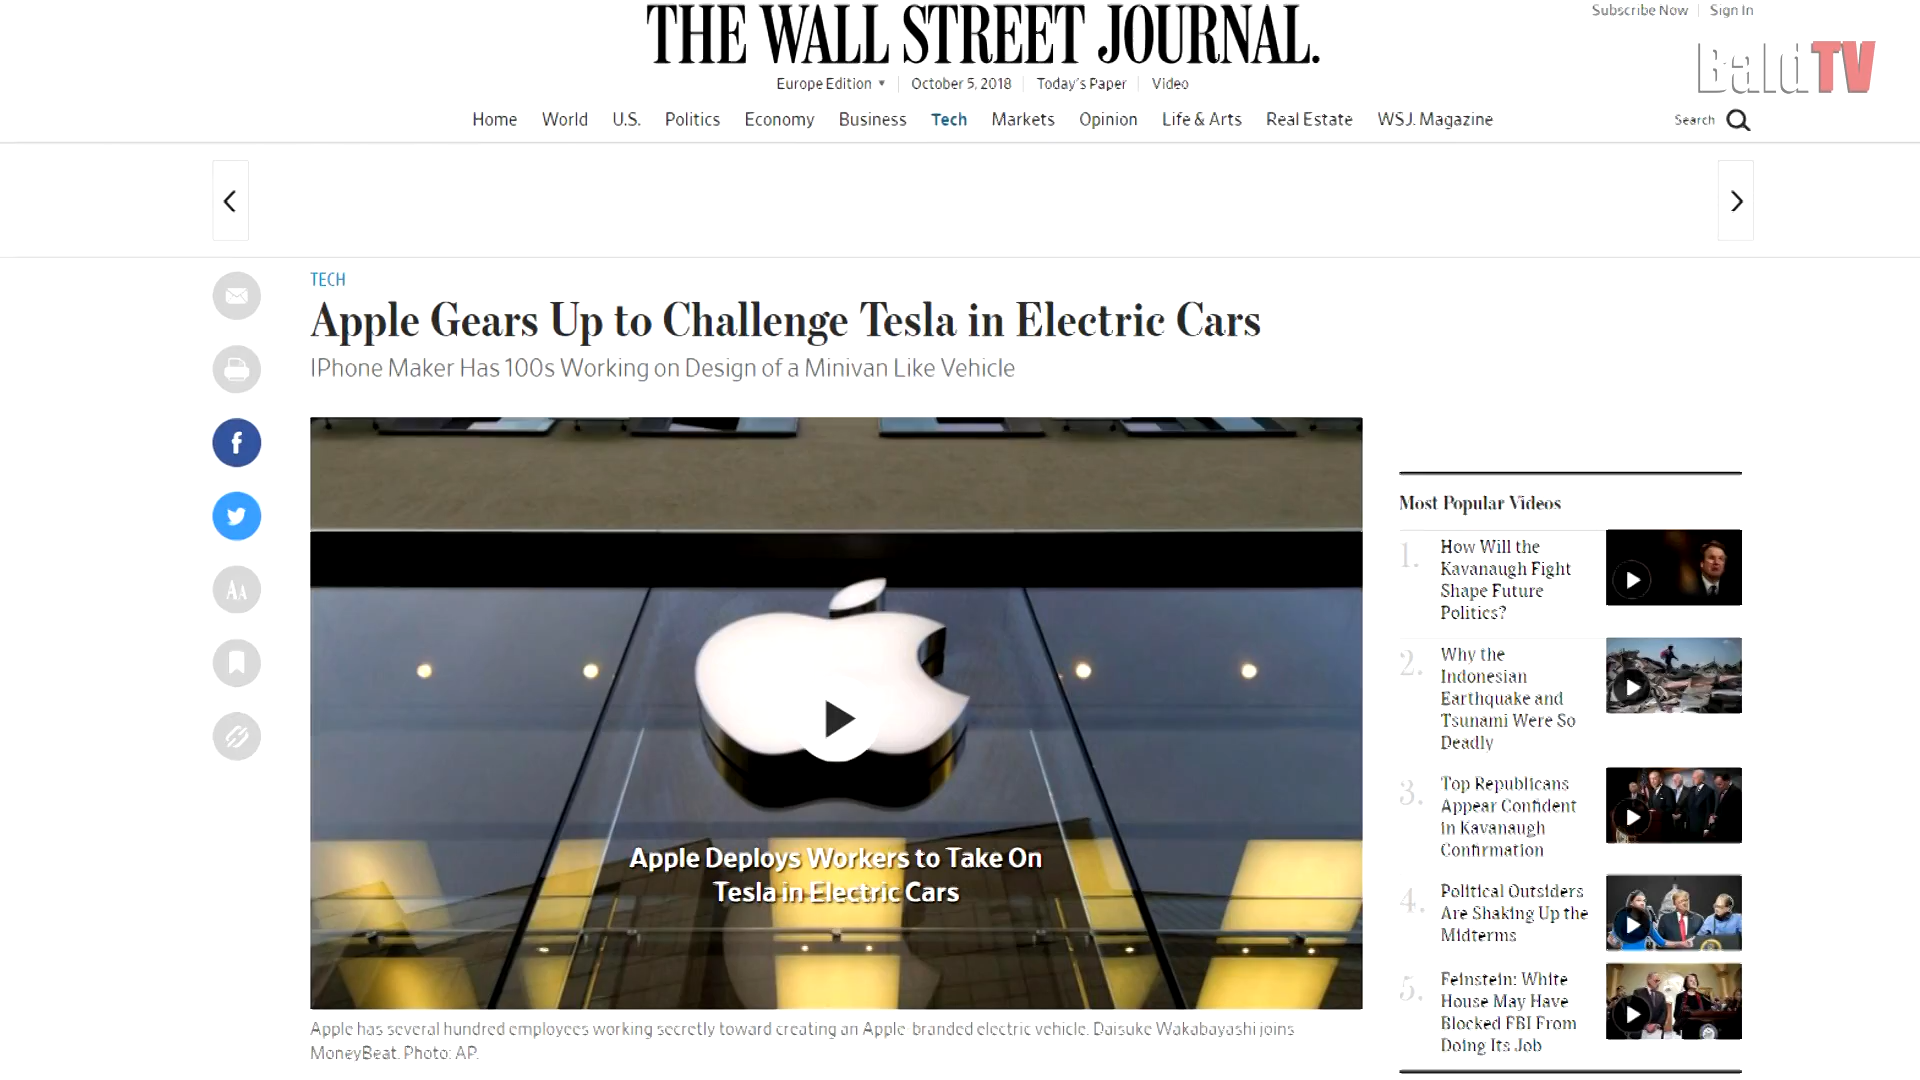 THE WALL STREET JOURNAL.
Subscribe Now Sign In
BaldTV
Europe Edition October 5, 2018 Today's Paper Video
Home World U.S. Politics Economy Business Tech Markets Opinion Life & Arts Real Estate WSJ. Magazine
Search
TECH
Apple Gears Up to Challenge Tesla in Electric Cars
IPhone Maker Has 100s Working on Design of a Minivan Like Vehicle
f
AA
Apple Deploys Workers to Take On
Tesla in Electric Cars
Apple has several hundred employees working secretly toward creating an Apple-branded electric vehicle. Daisuke Wakabayashi joins
MoneyBeat. Photo: AP.
Most Popular Videos
1. How Will the
Kavanaugh Fight
Shape Future
Politics?
2. Why the
Indonesian
Earthquake and
Tsunami Were So
Deadly
3. Top Republicans
Appear Confident
in Kavanaugh
Confirmation
4. Political Outsiders
Are Shaking Up the
Midterms
5. Feinstein: White
House May Have
Blocked FBI From
Doing Its Job